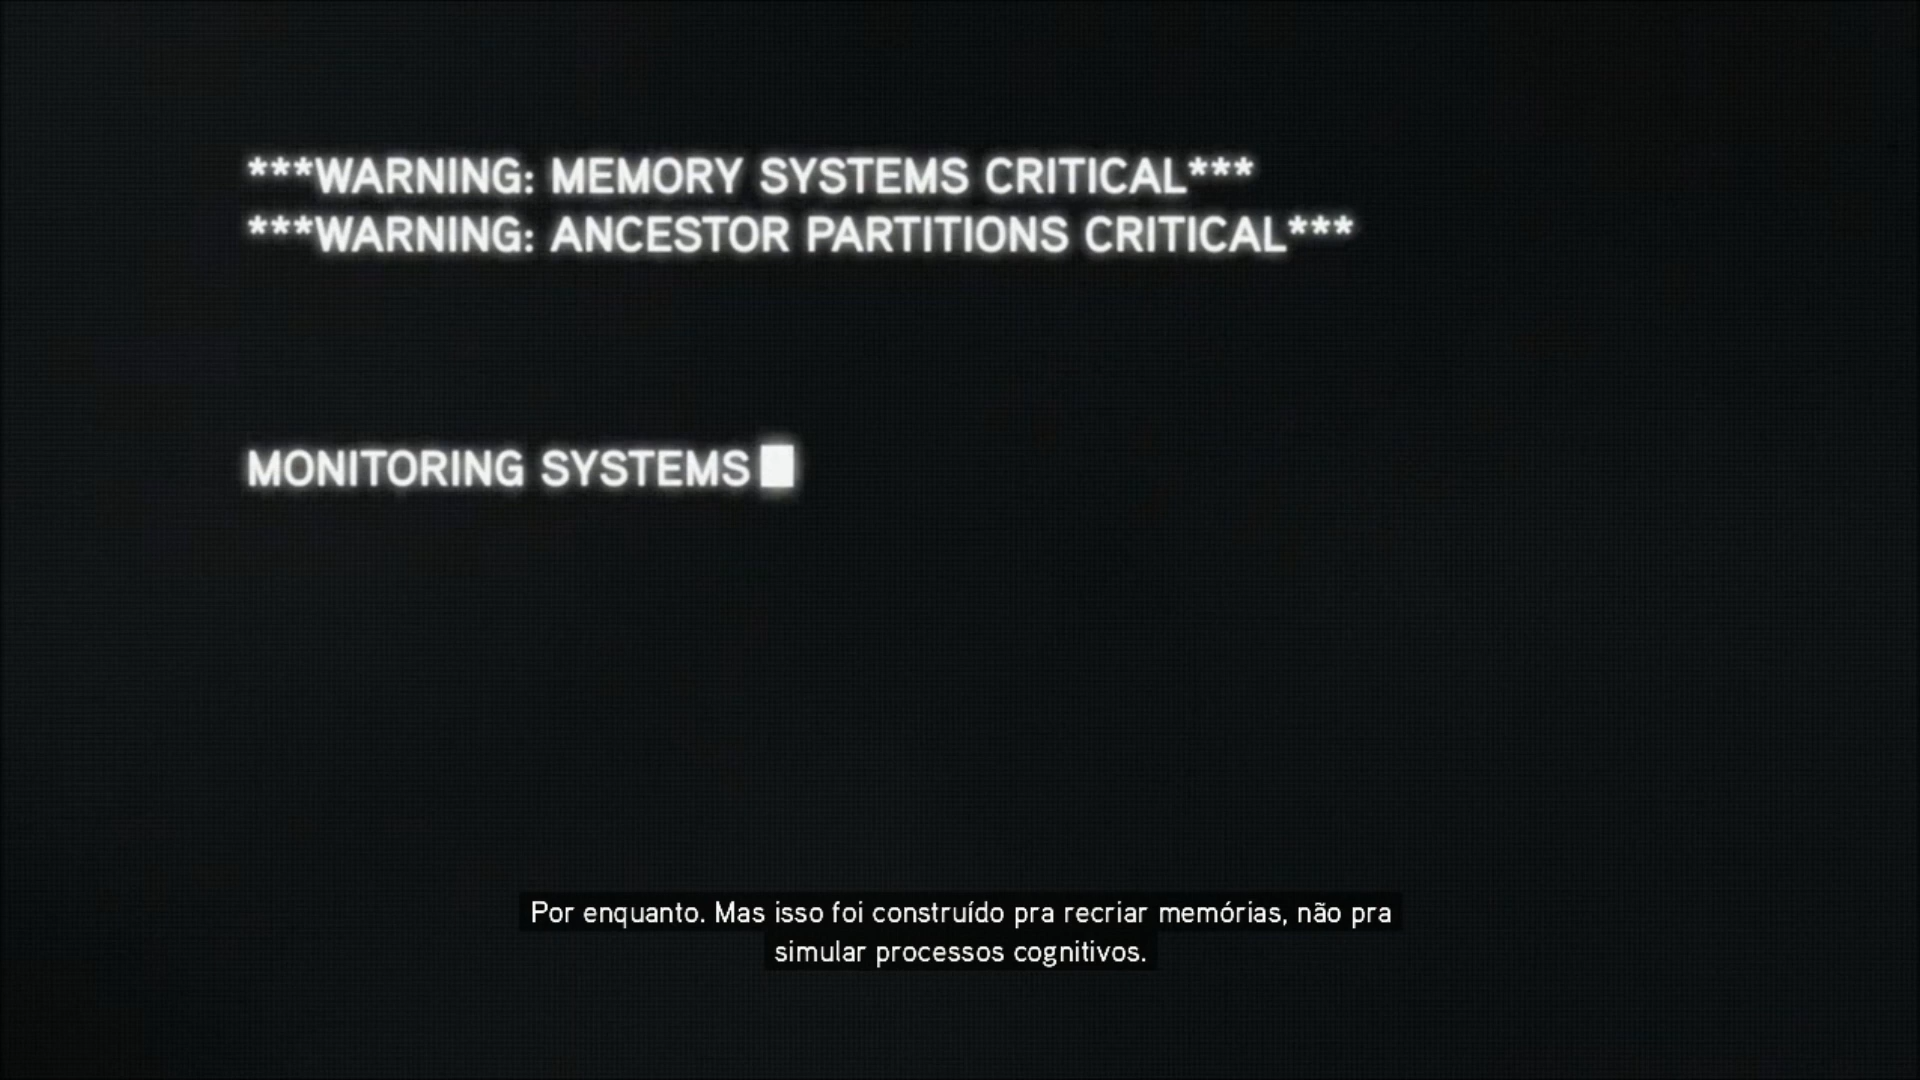 ***WARNING: MEMORY SYSTEMS CRITICAL***
***WARNING: ANCESTOR PARTITIONS CRITICAL***
MONITORING SYSTEMS
Por enquanto. Mas isso foi construído pra recriar memórias, não pra
simular processos cognitivos.